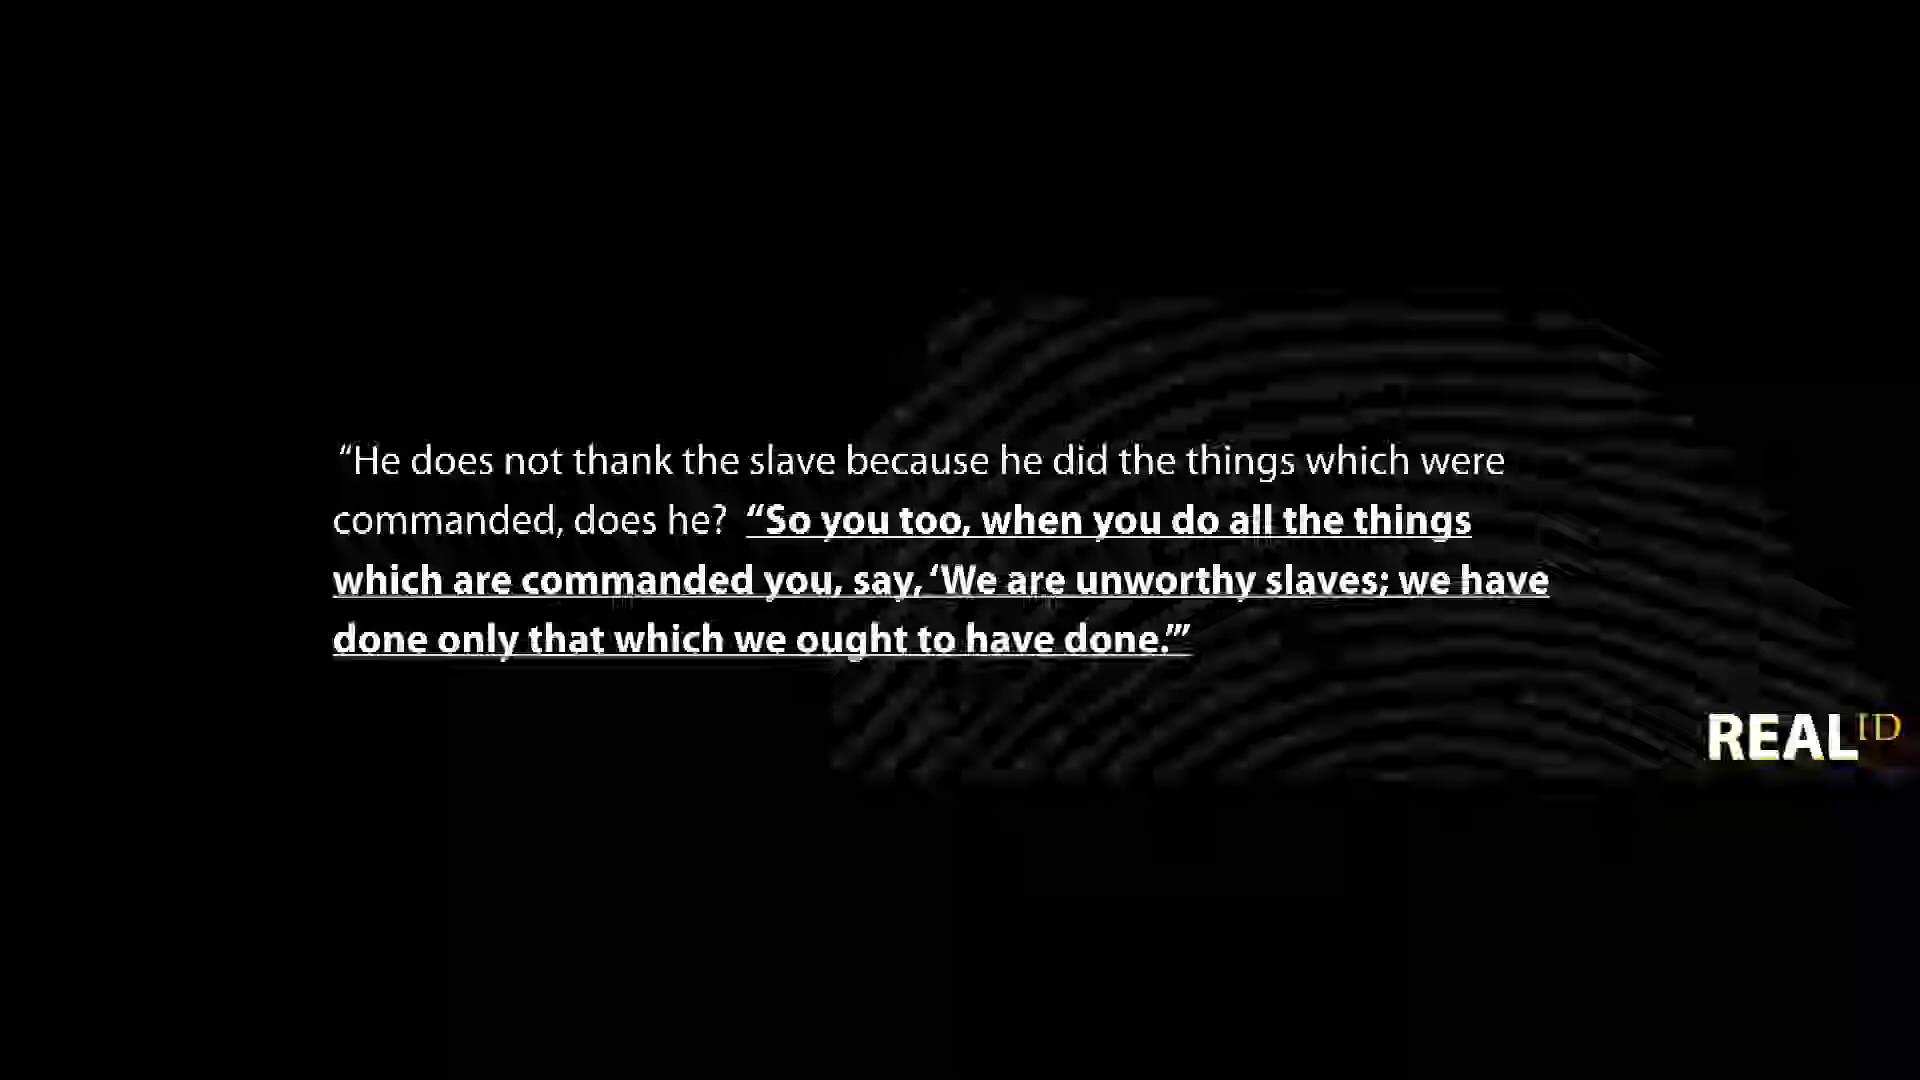 “He does not thank the slave because he did the things which were
commanded, does he? “So you too, when you do all the things
which are commanded you, say, ‘We are unworthy slaves; we have
done only that which we ought to have done.’”
REAL ID